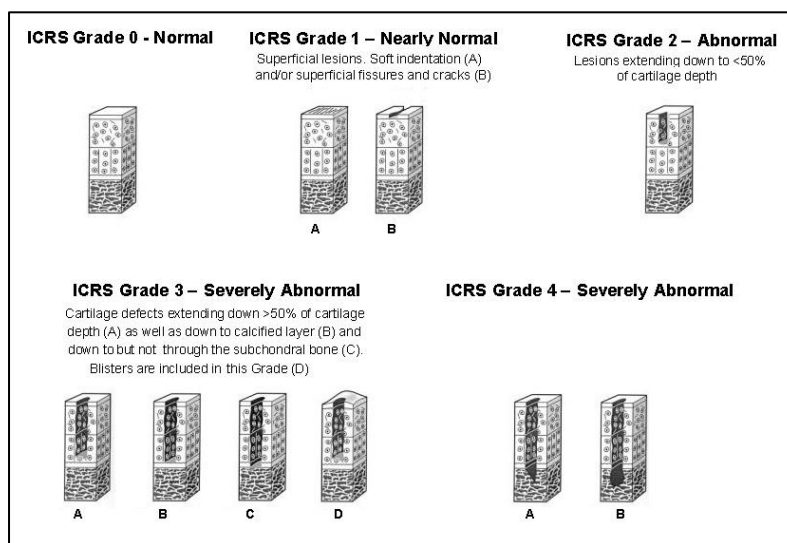 ICRS Grade 0 - Normal
ICRS Grade 1 – Nearly Normal
Superficial lesions. Soft indentation (A)
and/or superficial fissures and cracks (B)
A
B
ICRS Grade 2 – Abnormal
Lesions extending down to <50%
of cartilage depth
ICRS Grade 3 – Severely Abnormal
Cartilage defects extending down >50% of cartilage
depth (A) as well as down to calcified layer (B) and
down to but not through the subchondral bone (C).
Blisters are included in this Grade (D)
A
B
C
D
ICRS Grade 4 – Severely Abnormal
A
B